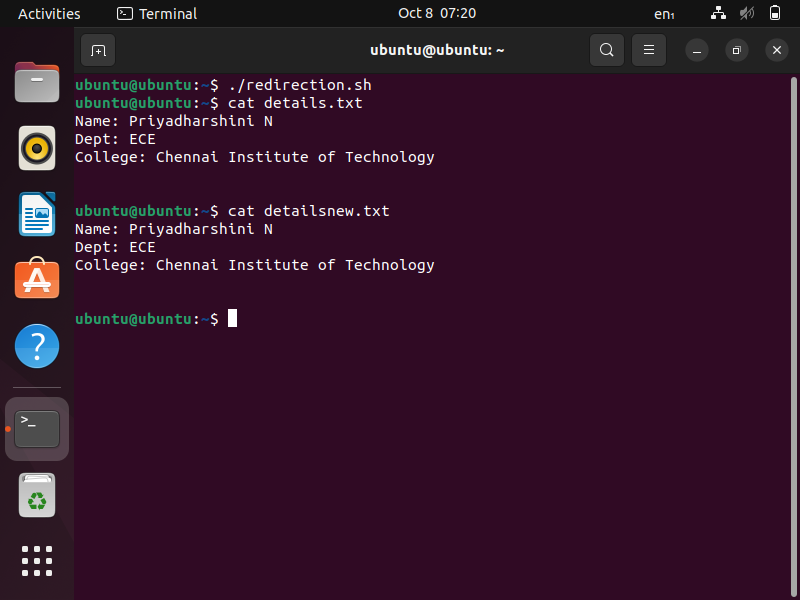 Activities Terminal Oct 8 07:20 en₁
ubuntu@ubuntu: ~
ubuntu@ubuntu:~$ ./redirection.sh
ubuntu@ubuntu:~$ cat details.txt
Name: Priyadharshini N
Dept: ECE
College: Chennai Institute of Technology
ubuntu@ubuntu:~$ cat detailsnew.txt
Name: Priyadharshini N
Dept: ECE
College: Chennai Institute of Technology
ubuntu@ubuntu:~$